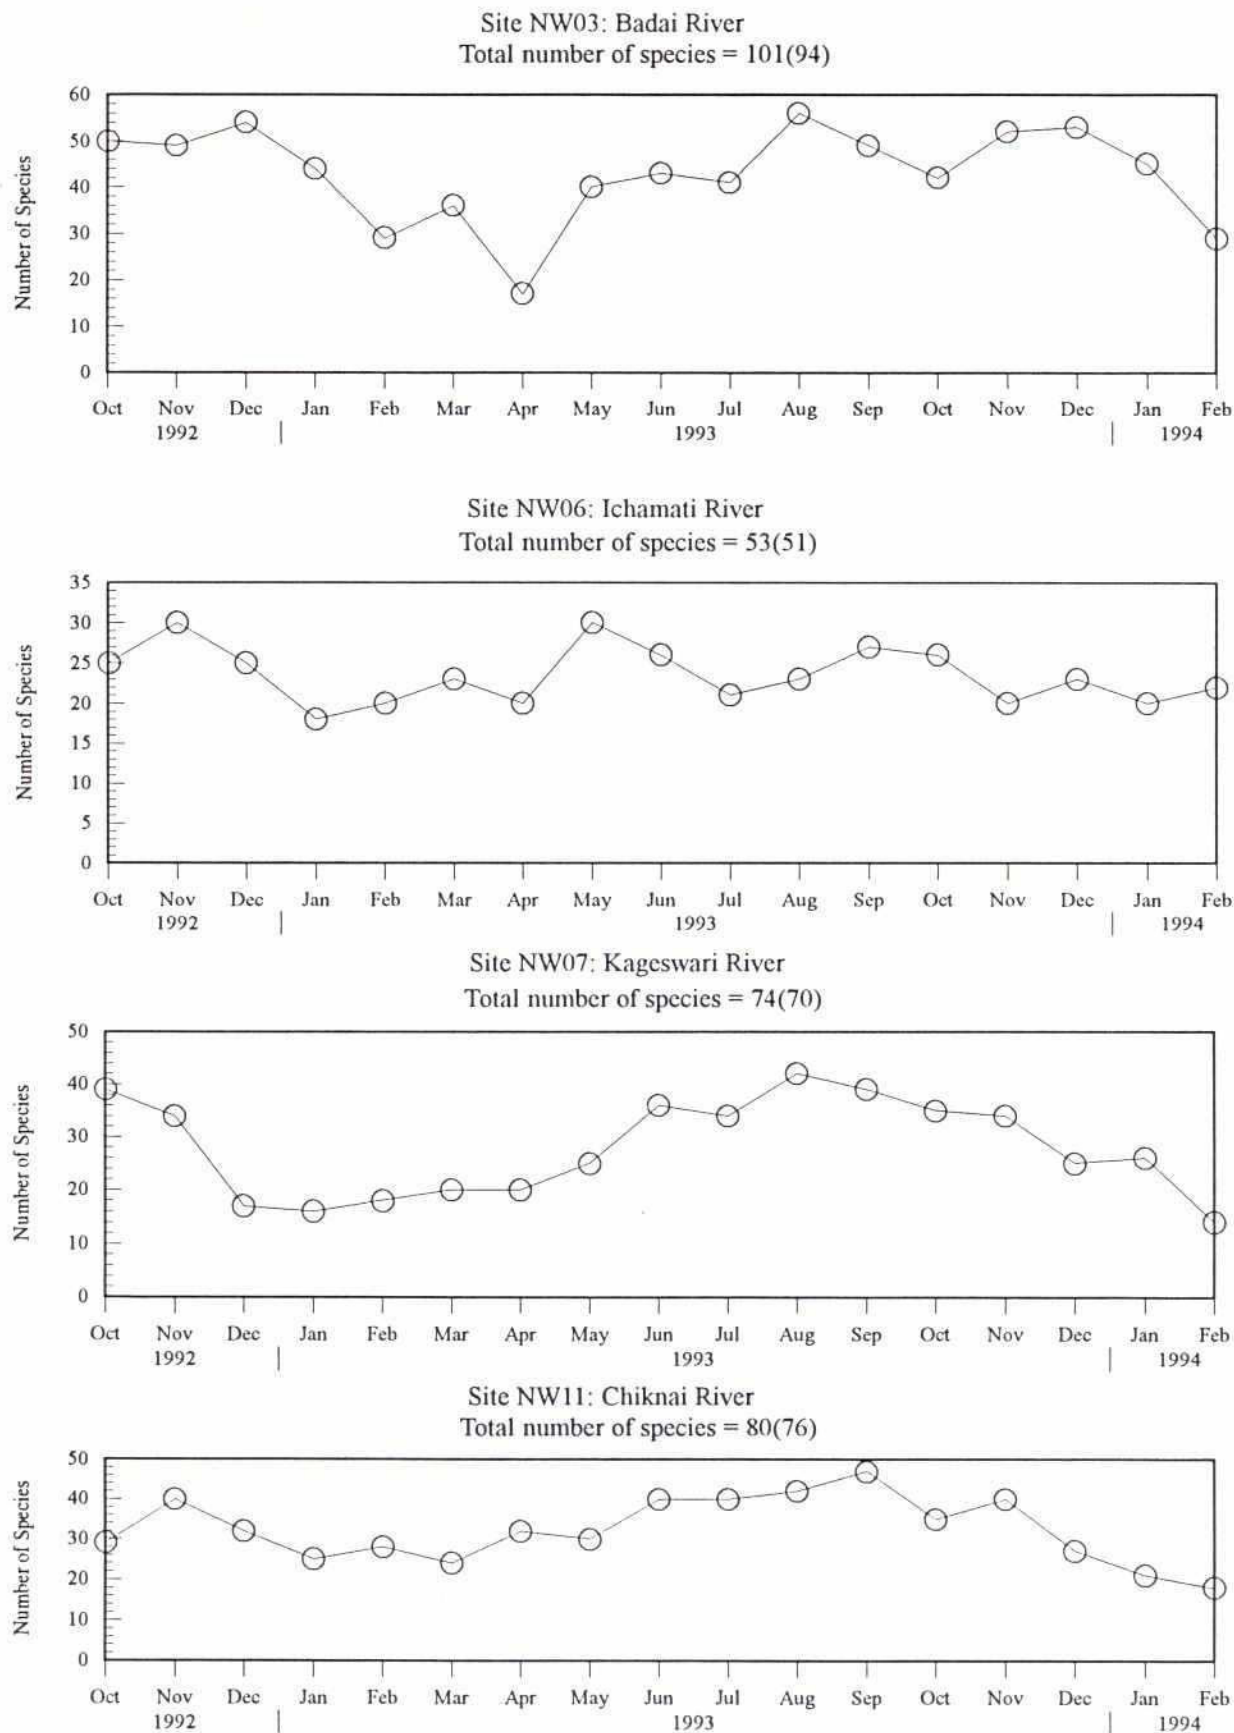 Site NW03: Badai River
Total number of species = 101(94)
60
50
40
30
20
10
0
Number of Species
Oct Nov Dec Jan Feb Mar Apr May Jun Jul Aug Sep Oct Nov Dec Jan Feb
1992 | 1993 | 1994
Site NW06: Ichamati River
Total number of species = 53(51)
35
30
25
20
15
10
5
0
Number of Species
Oct Nov Dec Jan Feb Mar Apr May Jun Jul Aug Sep Oct Nov Dec Jan Feb
1992 | 1993 | 1994
Site NW07: Kageswari River
Total number of species = 74(70)
50
40
30
20
10
0
Number of Species
Oct Nov Dec Jan Feb Mar Apr May Jun Jul Aug Sep Oct Nov Dec Jan Feb
1992 | 1993 | 1994
Site NW11: Chiknai River
Total number of species = 80(76)
50
40
30
20
10
0
Number of Species
Oct Nov Dec Jan Feb Mar Apr May Jun Jul Aug Sep Oct Nov Dec Jan Feb
1992 | 1993 | 1994